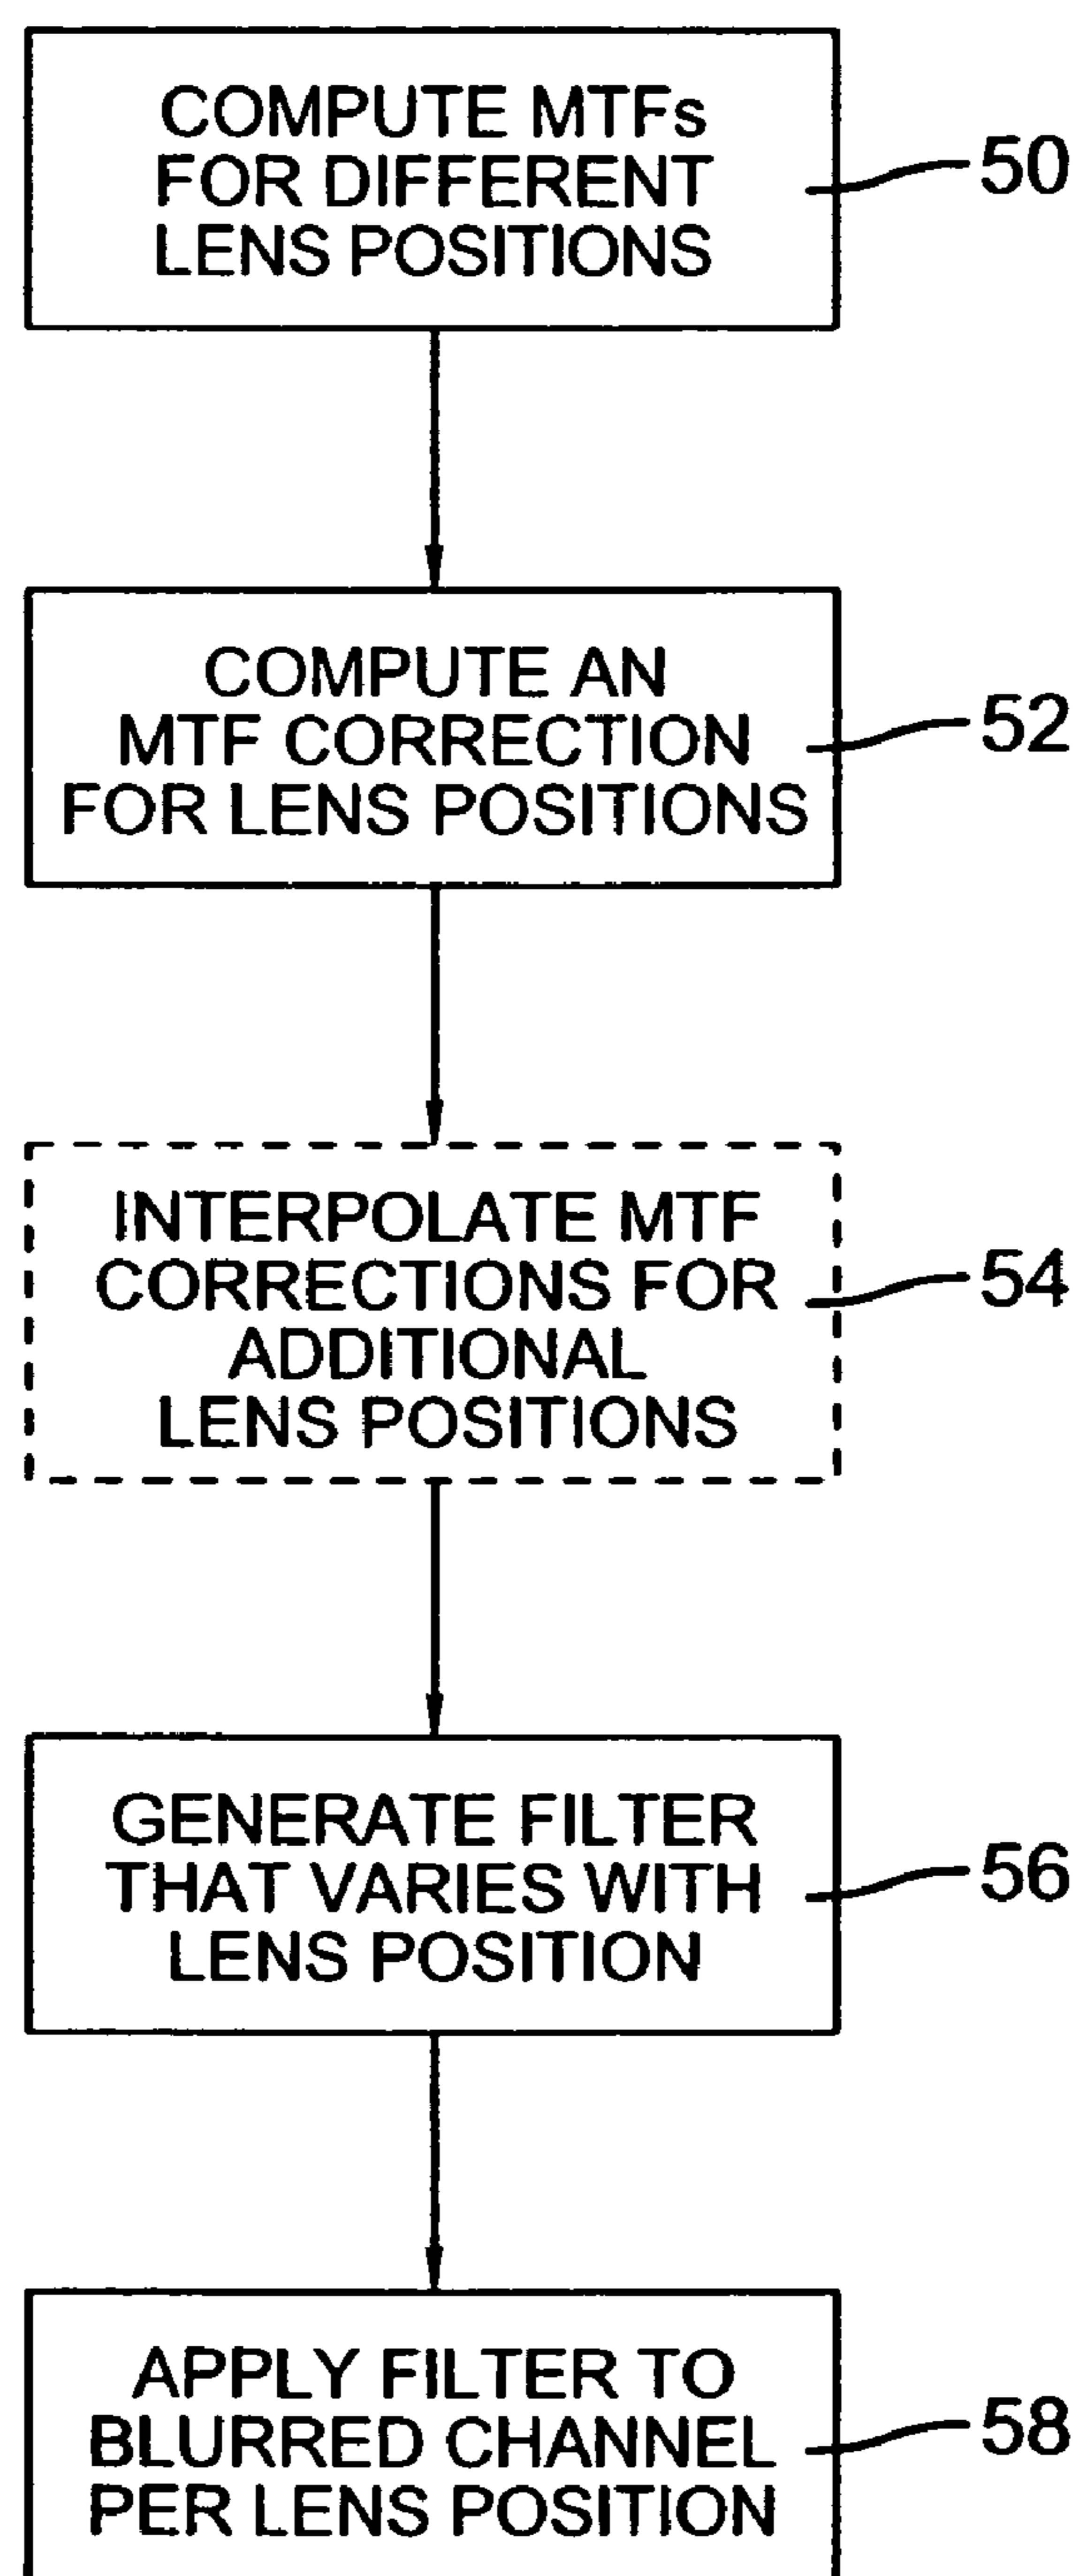 COMPUTE MTFs
FOR DIFFERENT
LENS POSITIONS
50
COMPUTE AN
MTF CORRECTION
FOR LENS POSITIONS
52
INTERPOLATE MTF
CORRECTIONS FOR
ADDITIONAL
LENS POSITIONS
54
GENERATE FILTER
THAT VARIES WITH
LENS POSITION
56
APPLY FILTER TO
BLURRED CHANNEL
PER LENS POSITION
58